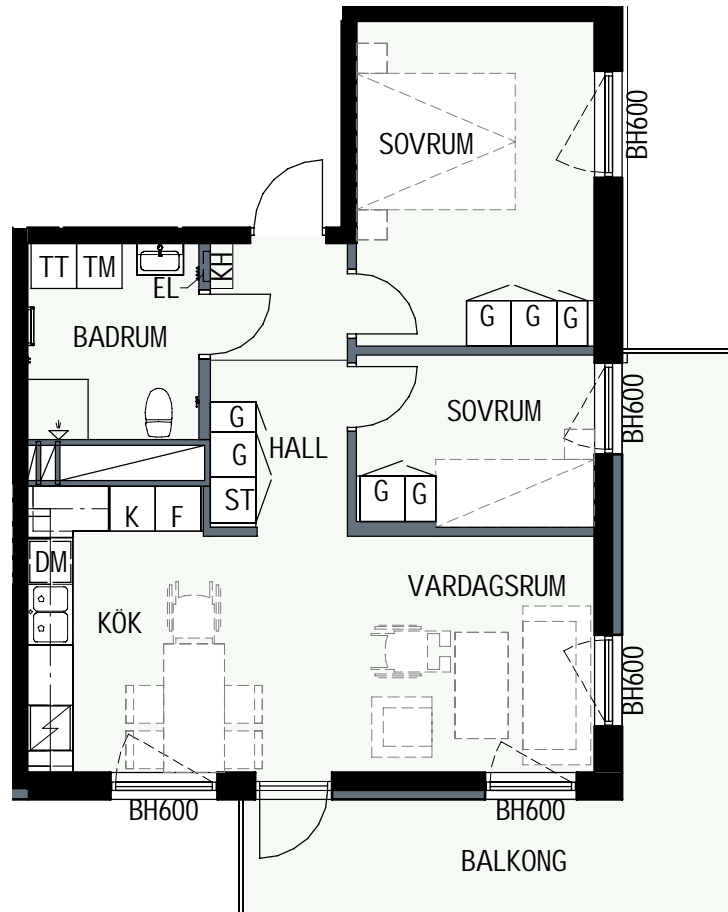 SOVRUM
BH600
TT
TM
EL
KH
BADRUM
G
G
G
SOVRUM
BH600
G
G
ST
HALL
G
G
K
F
DM
KÖK
VARDAGSRUM
BH600
BH600
BH600
BALKONG